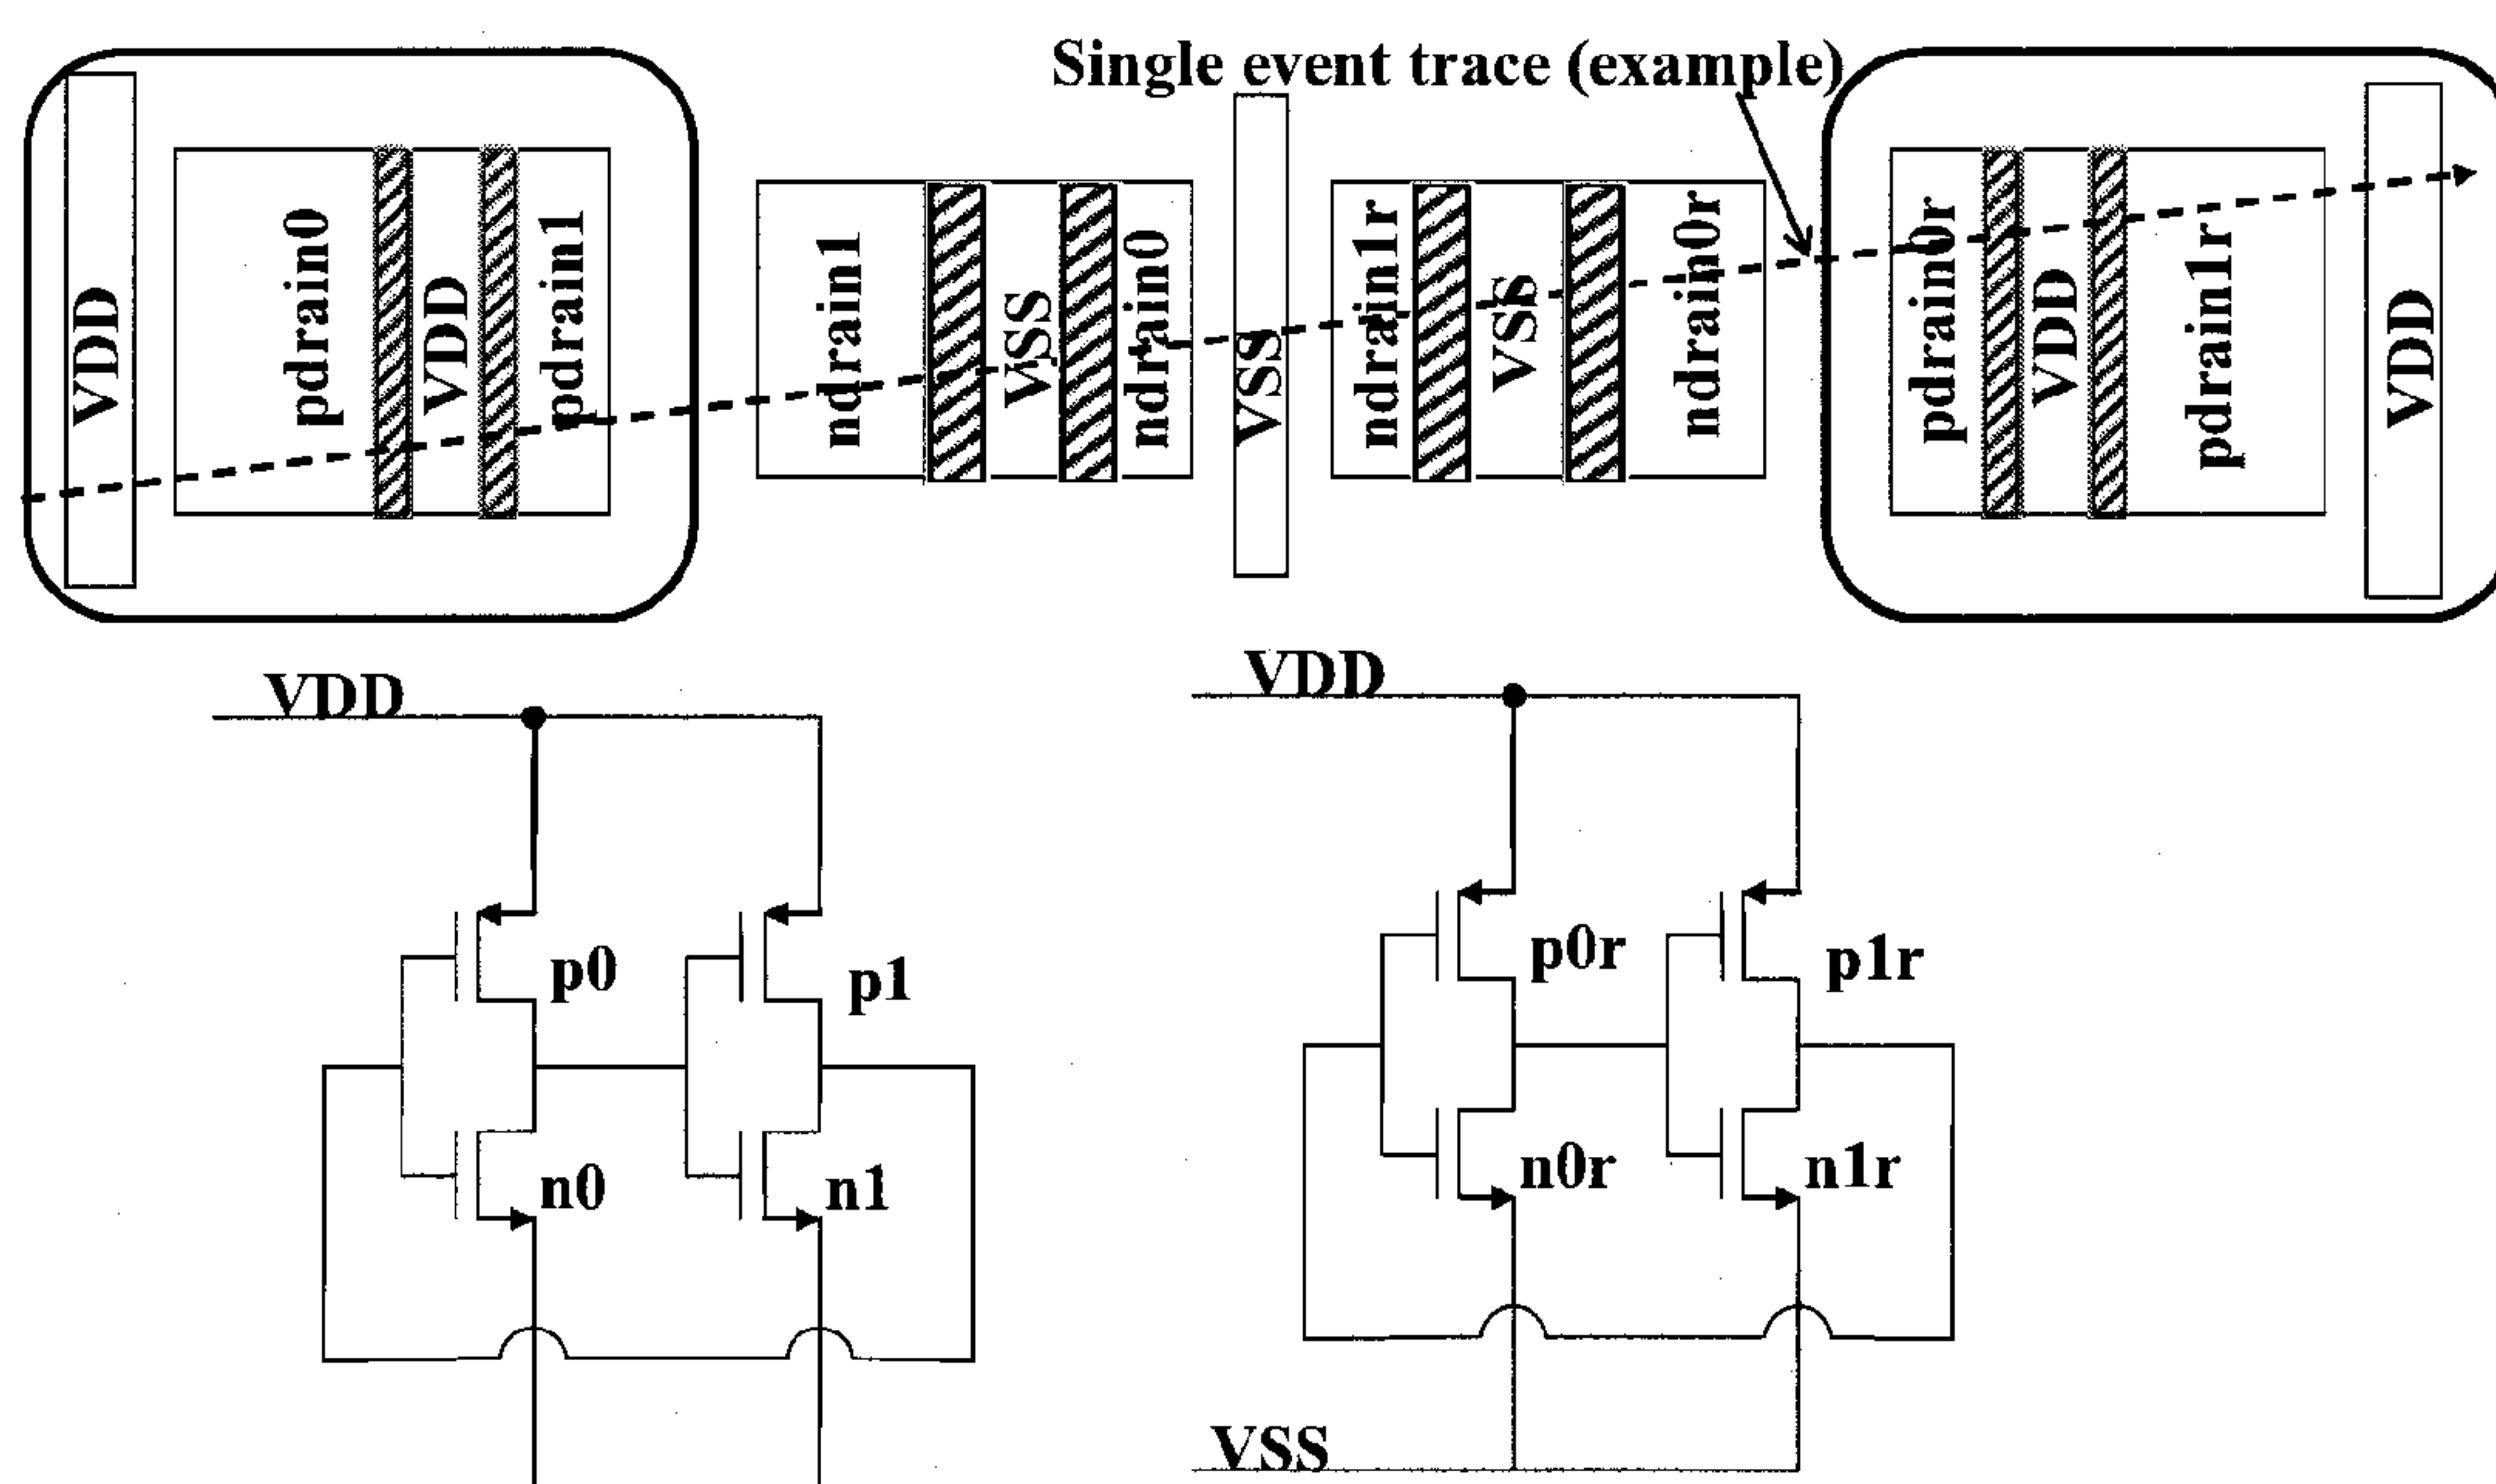 Single event trace (example)
VDD
pdrain0
VDD
pdrain1
ndrain1
VSS
ndrain0
VSS
ndrain1r
VSS
ndrain0r
pdrain0r
VDD
pdrain1r
VDD
VDD
VDD
p0
p1
p0r
p1r
n0
n1
n0r
n1r
VSS